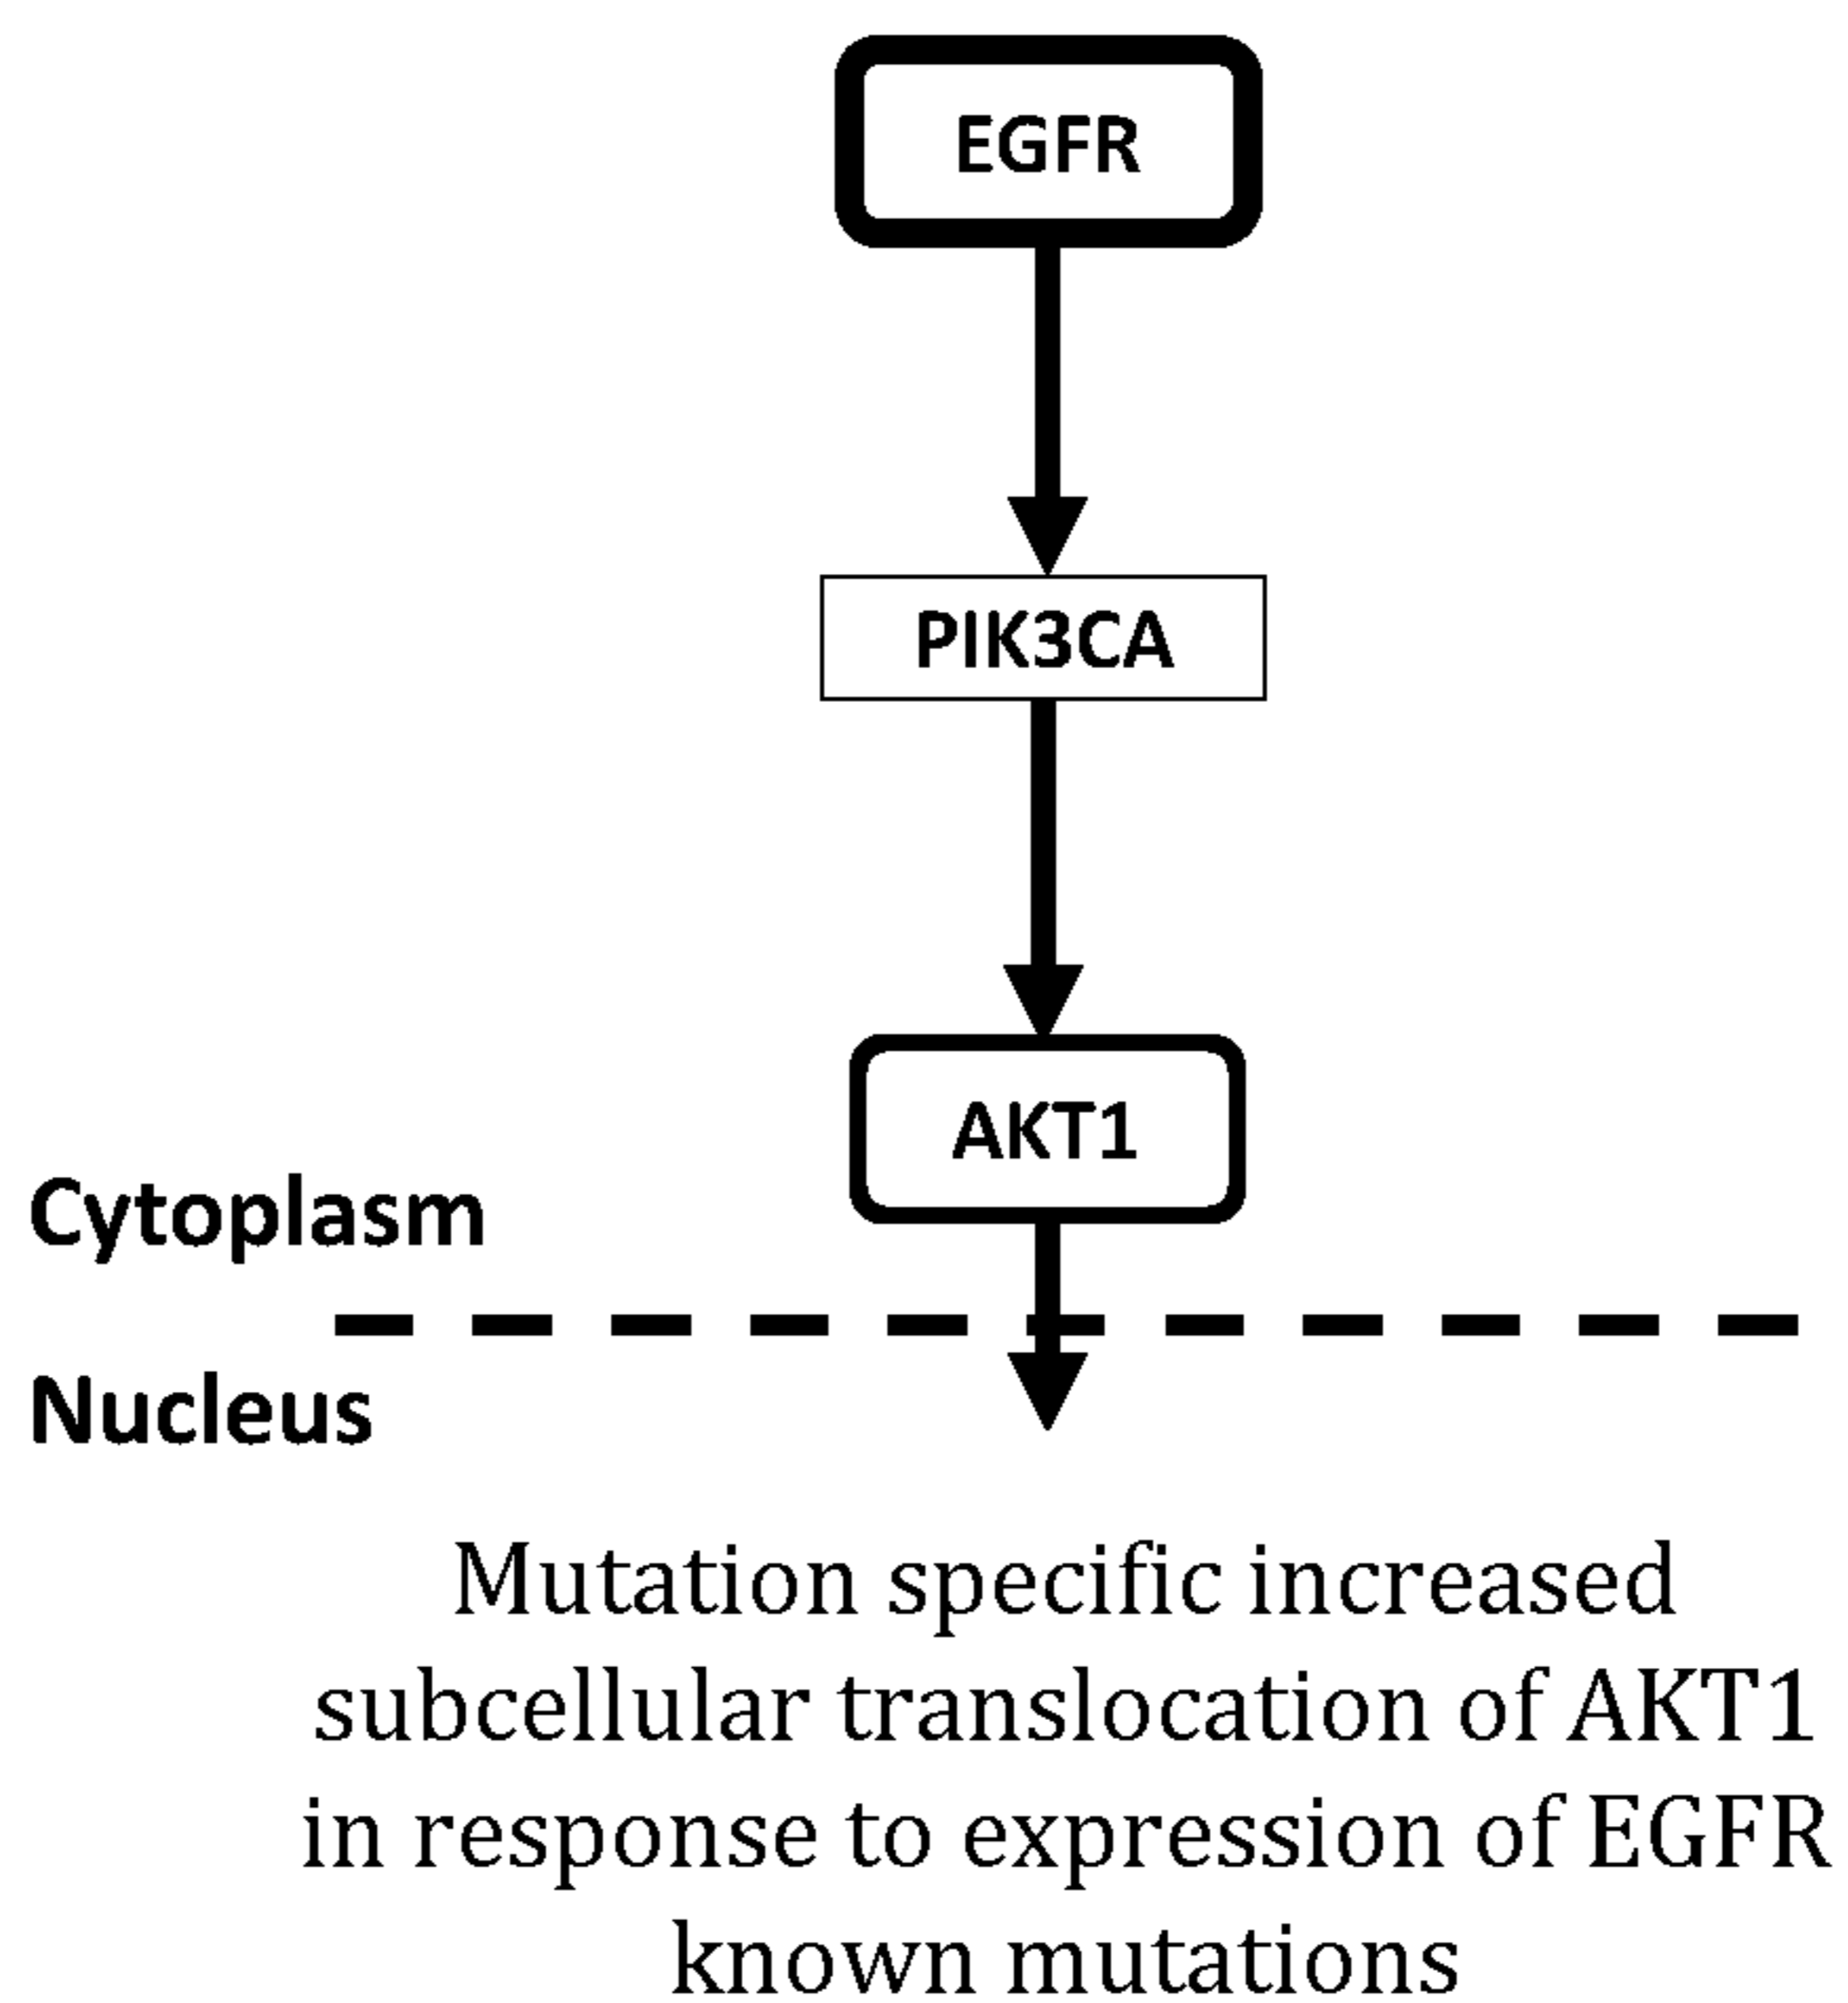 EGFR
PIK3CA
AKT1
Cytoplasm
Nucleus
Mutation specific increased
subcellular translocation of AKT1
in response to expression of EGFR
known mutations